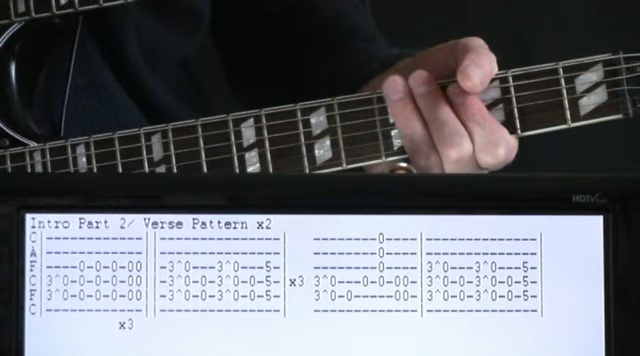 HDTV
Intro Part 2/ Verse Pattern x2
C|-------------||----------------|   ---------0-----|----------------|
A|-------------||----------------|   ---------0-----|----------------|
F|----0-0-0-00-||-3^0---3^0---5-|   ---------0-----|3^0---3^0---5-|
C|3^0-0-0-0-00||-3^0-0-3^0-0-5-|x3 3^0---0-0-00-|3^0-0-3^0-0-5-|
F|3^0-0-0-0-00||-3^0-0-3^0-0-5-|   3^0-0-----00-|3^0-0-3^0-0-5-|
C|-------------||----------------|   ---------------|----------------|
x3